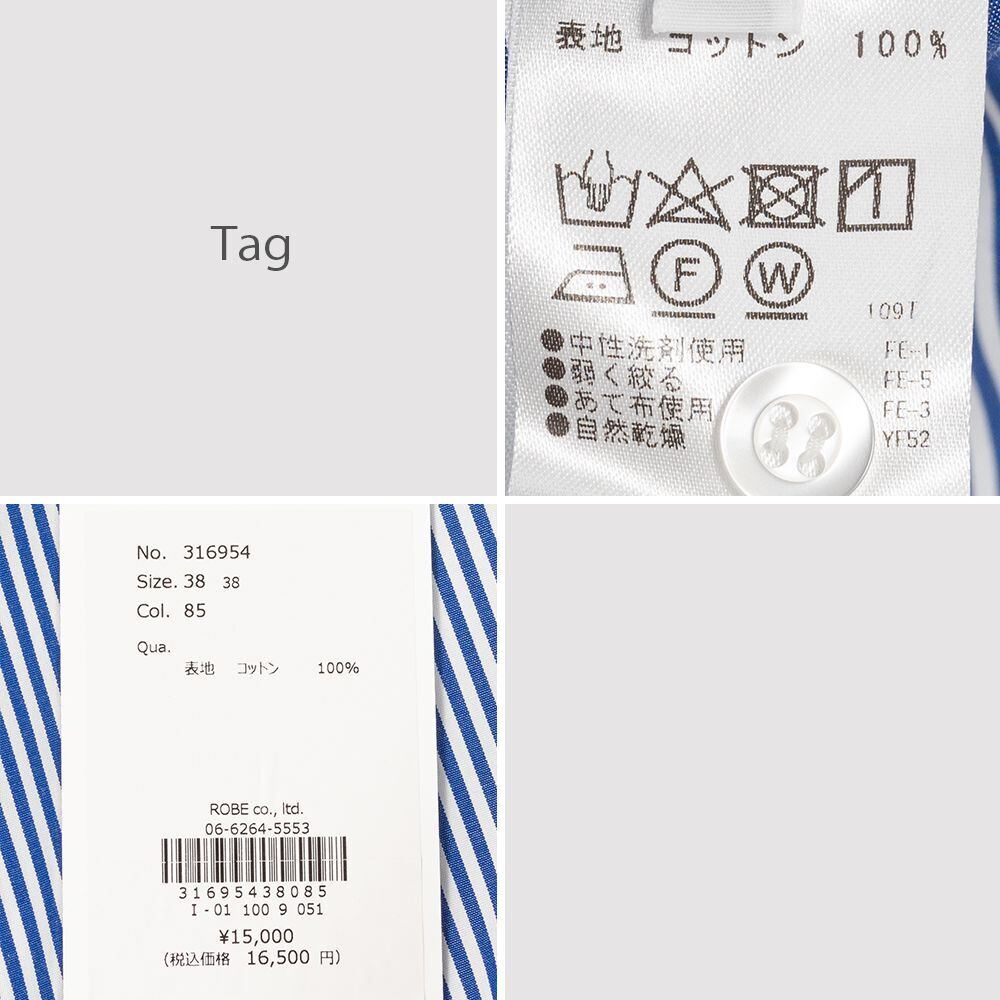 Tag
表地 コットン 100%
F W
109T
●中性洗剤使用
●弱く絞る
●あて布使用
●自然乾燥
FE-1
FE-5
FE-3
YF52
No. 316954
Size. 38 38
Col. 85
Qua.
表地 コットン 100%
ROBE co., ltd.
06-6264-5553
31695438085
I - 01 100 9 051
¥15,000
(税込価格 16,500 円)